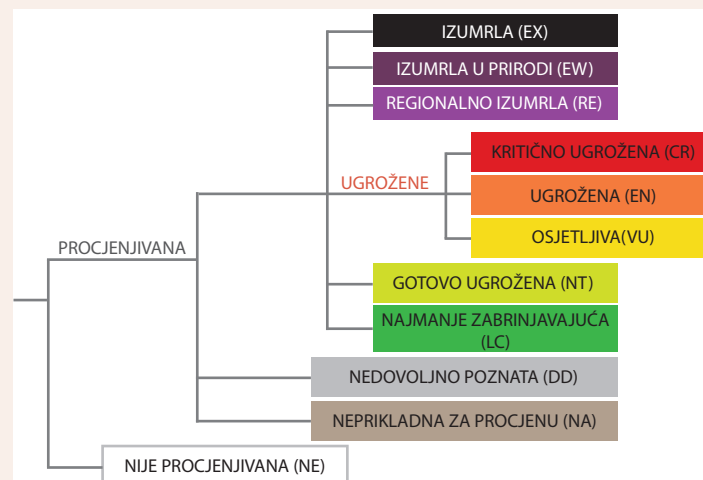 IZUMRLA (EX)
IZUMRLA U PRIRODI (EW)
REGIONALNO IZUMRLA (RE)
UGROŽENE
KRITIČNO UGROŽENA (CR)
UGROŽENA (EN)
OSJETLJIVA(VU)
PROCJENJIVANA
GOTOVO UGROŽENA (NT)
NAJMANJE ZABRINJAVAJUĆA
(LC)
NEDOVOLJNO POZNATA (DD)
NEPRIKLADNA ZA PROCJENU (NA)
NIJE PROCJENJIVANA (NE)